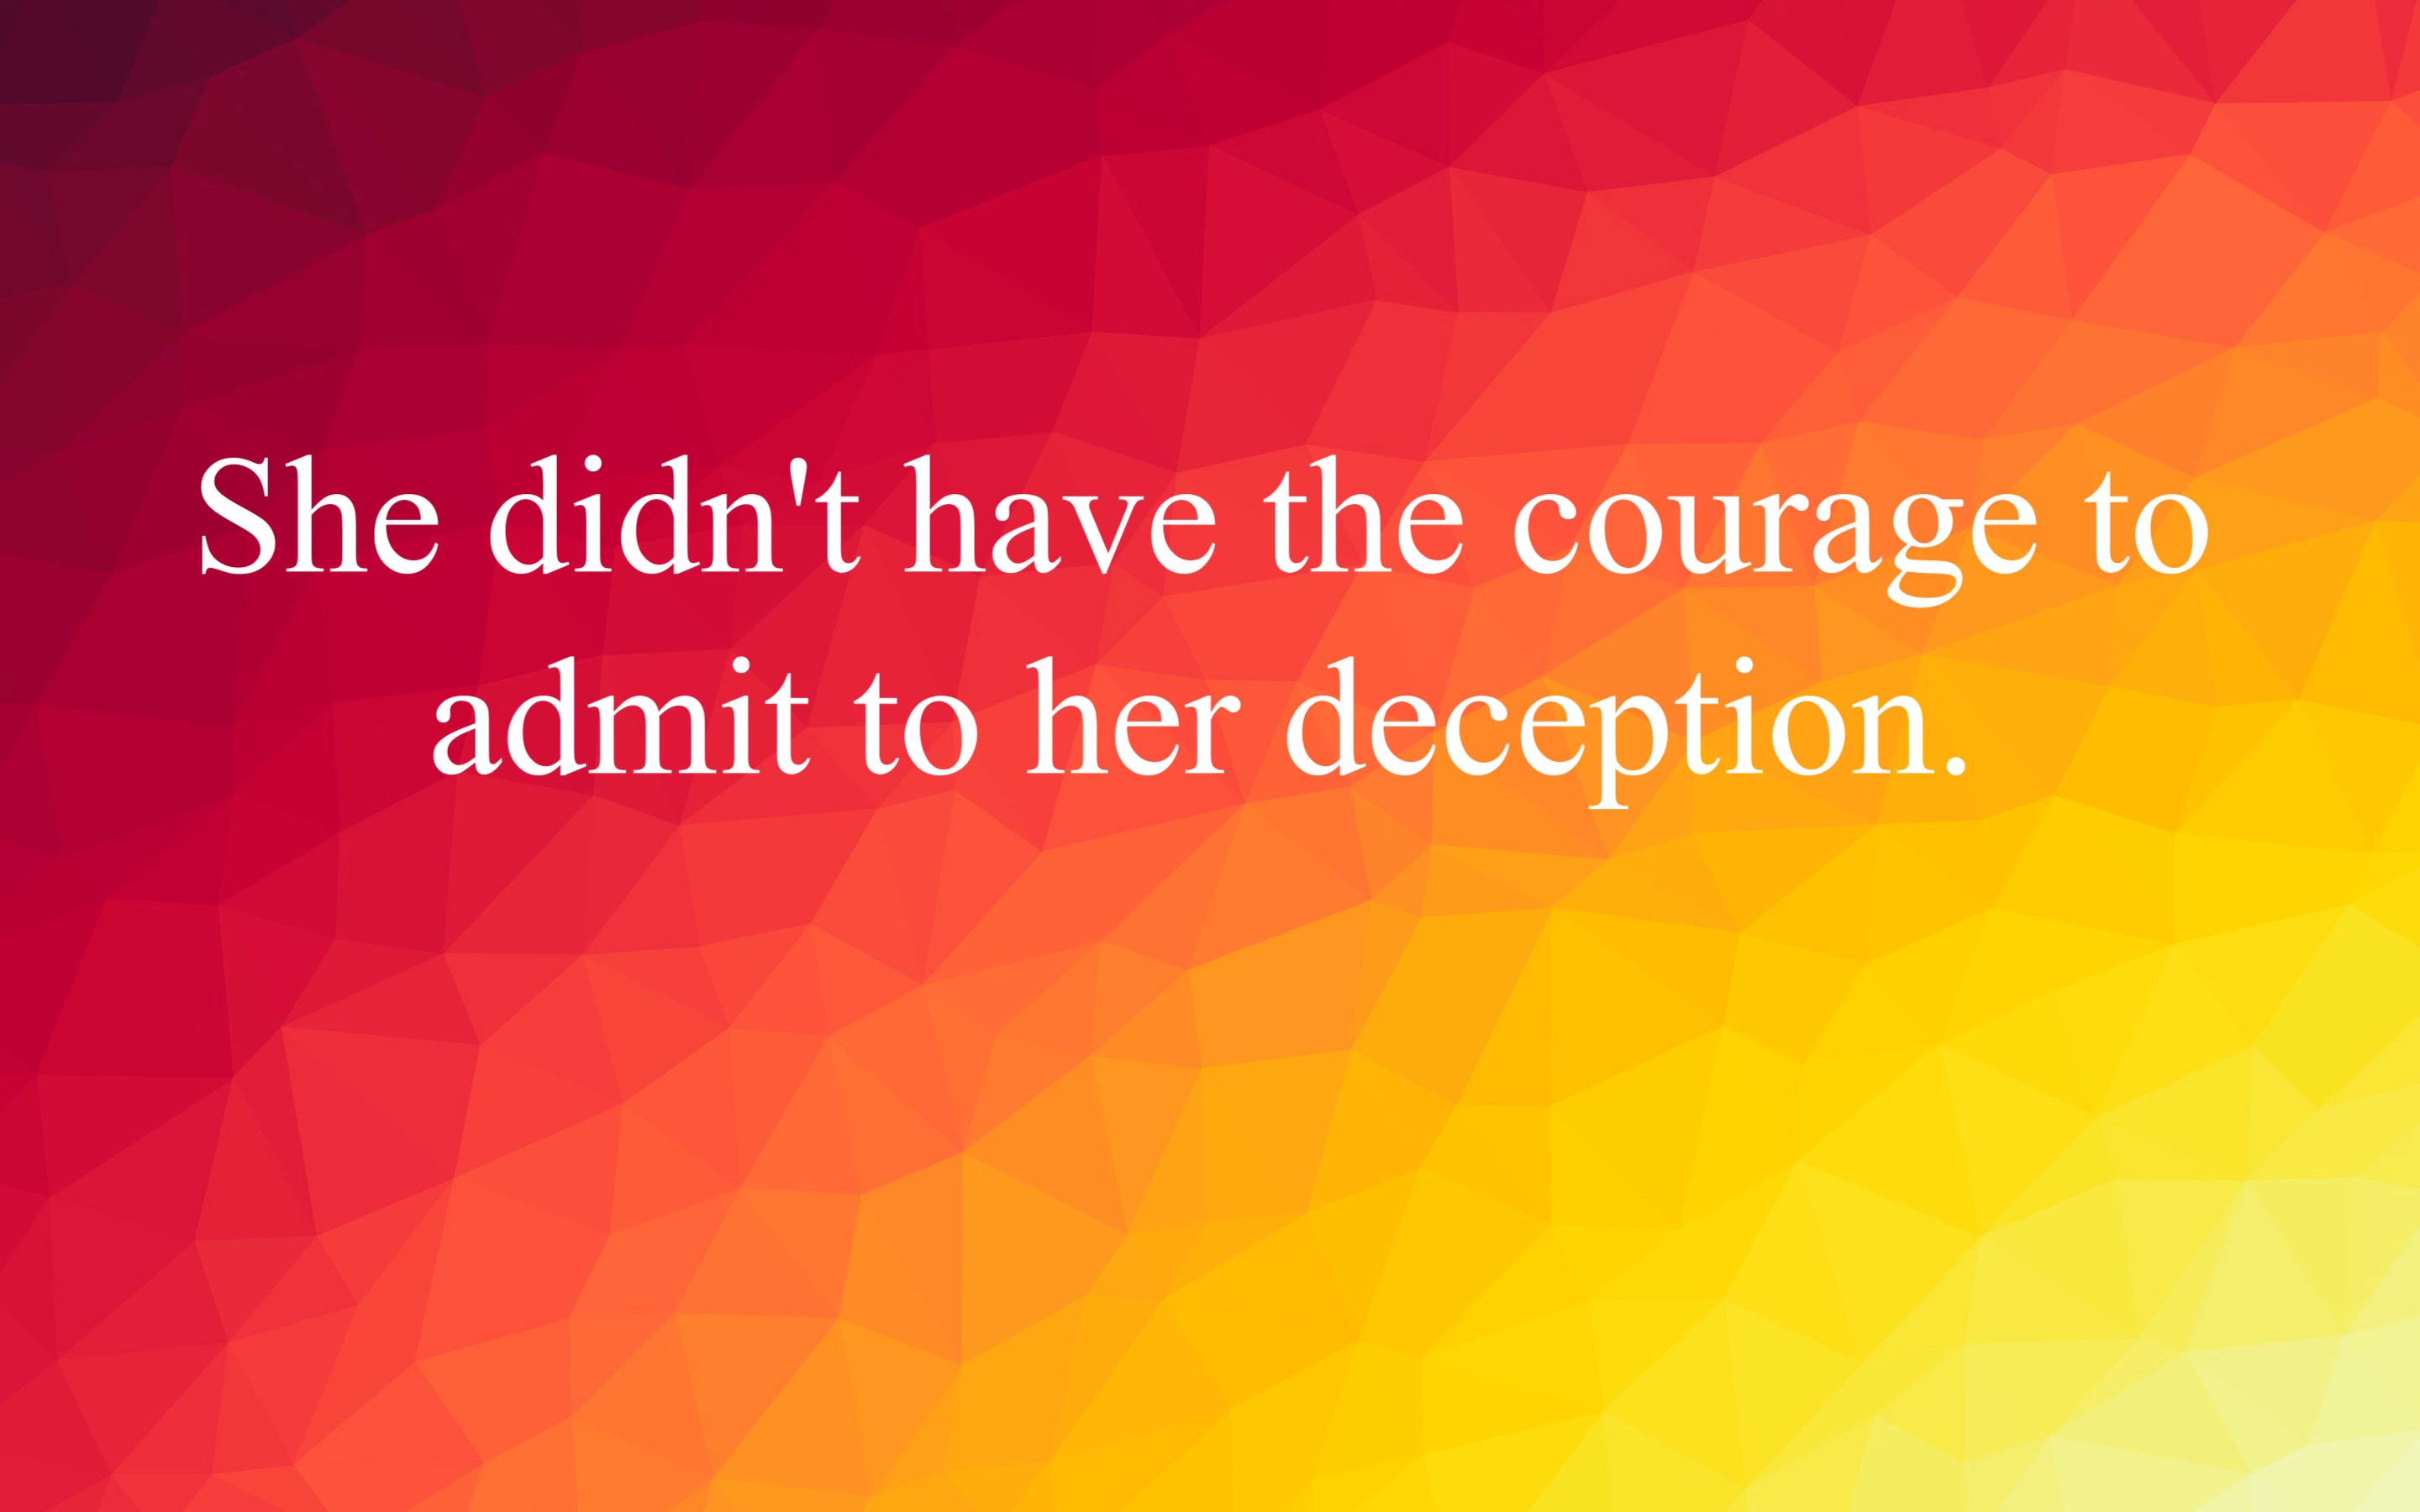 She didn't have the courage to
admit to her deception.